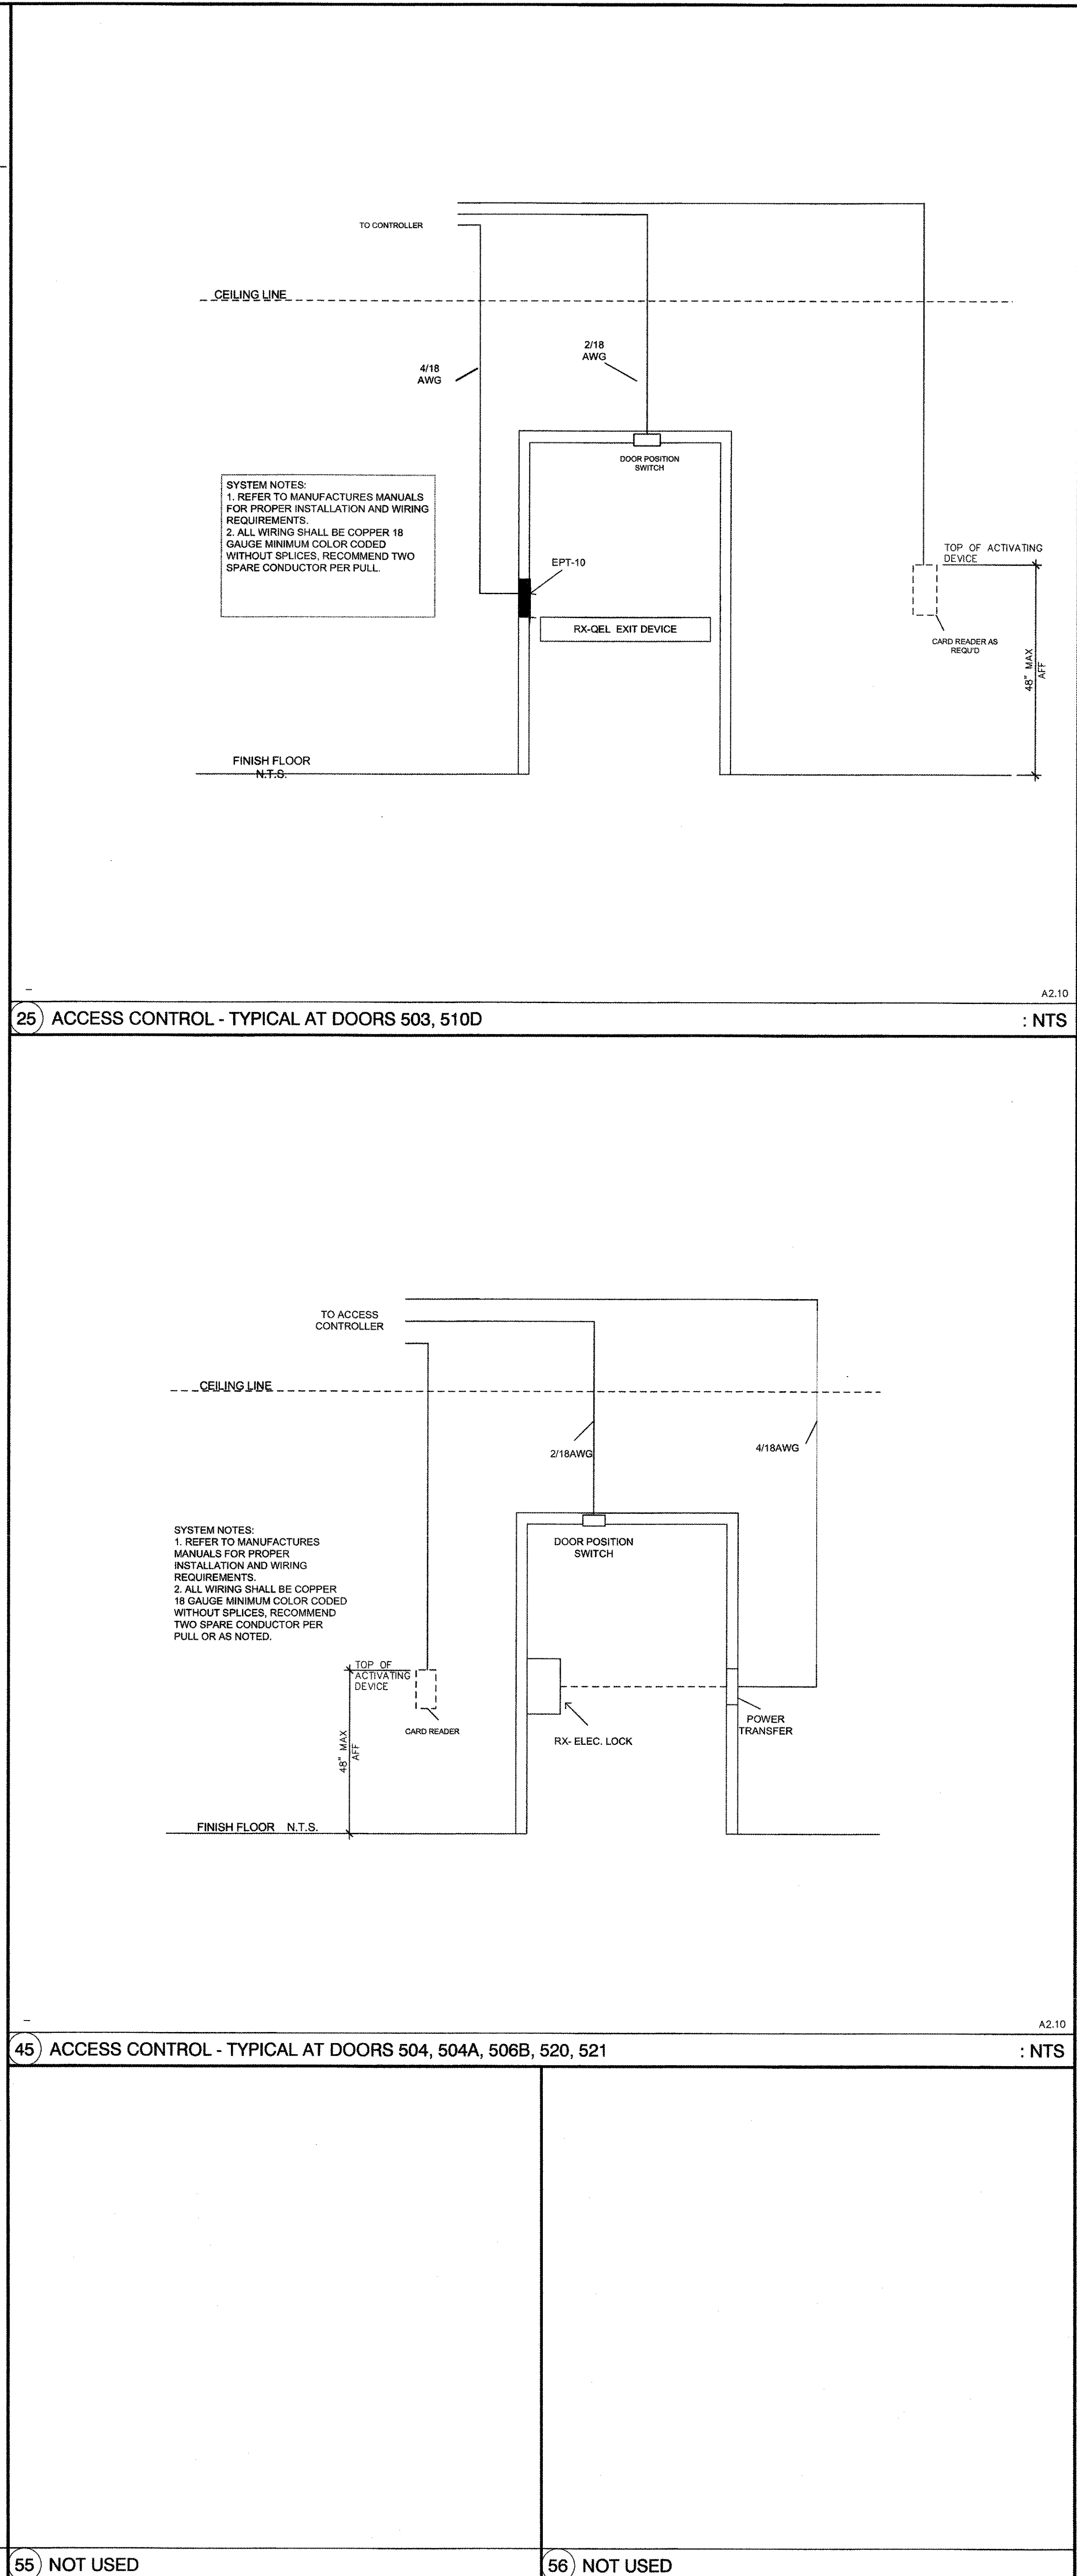 TO CONTROLLER
CEILING LINE
2/18
AWG
4/18
AWG
DOOR POSITION
SWITCH
SYSTEM NOTES:
1. REFER TO MANUFACTURES MANUALS
FOR PROPER INSTALLATION AND WIRING
REQUIREMENTS.
2. ALL WIRING SHALL BE COPPER 18
GAUGE MINIMUM COLOR CODED
WITHOUT SPLICES, RECOMMEND TWO
SPARE CONDUCTOR PER PULL.
EPT-10
RX-QEL EXIT DEVICE
TOP OF ACTIVATING
DEVICE
CARD READER AS
REQU'D
48" MAX
AFF
FINISH FLOOR
N.T.S.
A2.10
25 ACCESS CONTROL - TYPICAL AT DOORS 503, 510D : NTS
TO ACCESS
CONTROLLER
CEILING LINE
2/18AWG
4/18AWG
DOOR POSITION
SWITCH
SYSTEM NOTES:
1. REFER TO MANUFACTURES
MANUALS FOR PROPER
INSTALLATION AND WIRING
REQUIREMENTS.
2. ALL WIRING SHALL BE COPPER
18 GAUGE MINIMUM COLOR CODED
WITHOUT SPLICES, RECOMMEND
TWO SPARE CONDUCTOR PER
PULL OR AS NOTED.
TOP OF
ACTIVATING
DEVICE
CARD READER
48" MAX
AFF
RX- ELEC. LOCK
POWER
TRANSFER
FINISH FLOOR N.T.S.
A2.10
45 ACCESS CONTROL - TYPICAL AT DOORS 504, 504A, 506B, 520, 521 : NTS
55 NOT USED
56 NOT USED